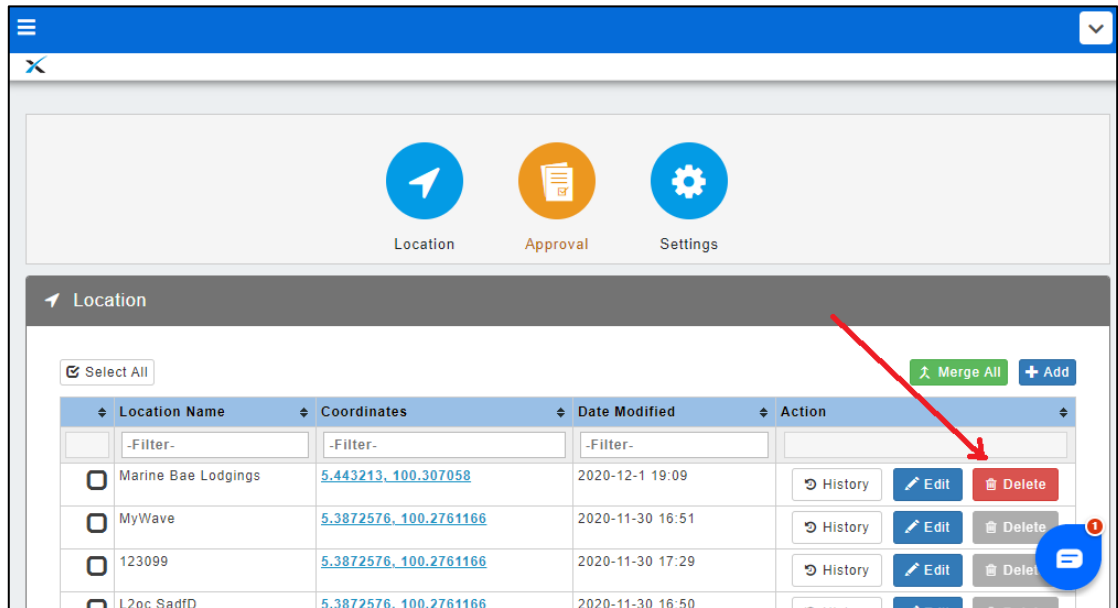 Location Approval Settings
Location
Select All Merge All Add
Location Name Coordinates Date Modified Action
-Filter- -Filter- -Filter-
Marine Bae Lodgings 5.443213, 100.307058 2020-12-1 19:09 History Edit Delete
MyWave 5.3872576, 100.2761166 2020-11-30 16:51 History Edit Delete
1
123099 5.3872576, 100.2761166 2020-11-30 17:29 History Edit
L2oc SadfD 5.3872576, 100.2761166 2020-11-30 16:50